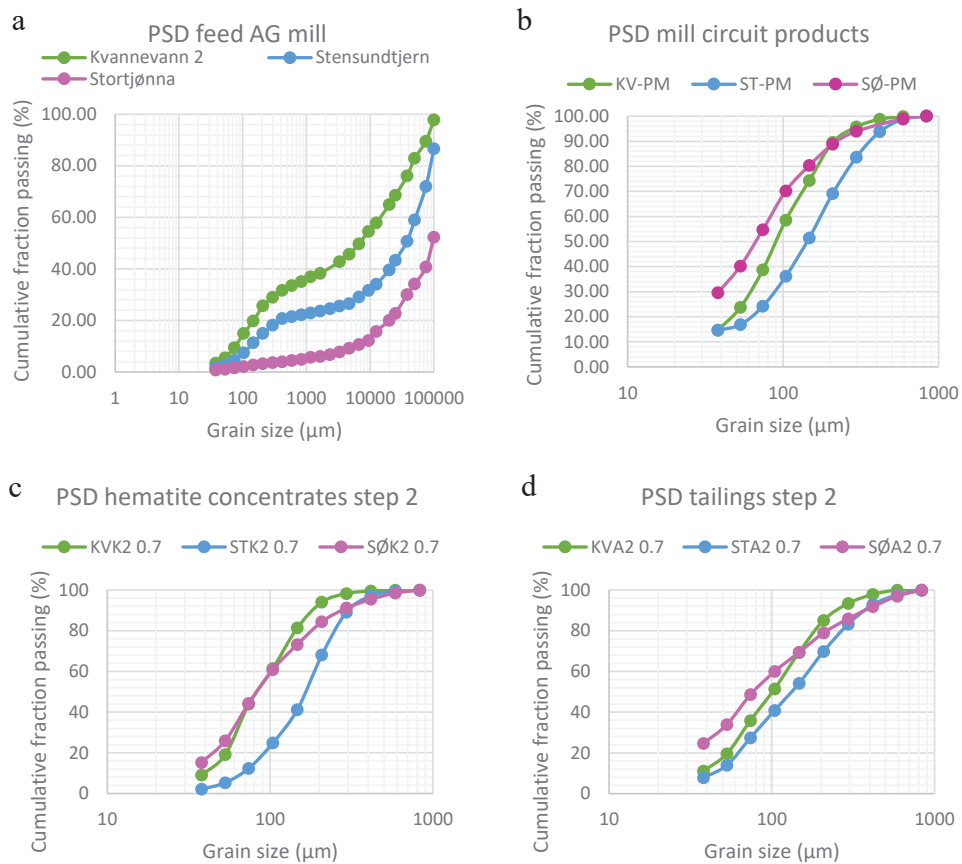 a
PSD feed AG mill
Kvannevann 2
Stensundtjern
Stortjønna
Cumulative fraction passing (%)
100.00
80.00
60.00
40.00
20.00
0.00
1
10
100
1000
10000
100000
Grain size (µm)
b
PSD mill circuit products
KV-PM
ST-PM
SØ-PM
Cumulative fraction passing (%)
100.00
90.00
80.00
70.00
60.00
50.00
40.00
30.00
20.00
10.00
0.00
10
100
1000
Grain size (µm)
c
PSD hematite concentrates step 2
KVK2 0.7
STK2 0.7
SØK2 0.7
Cumulative fraction passing (%)
100
80
60
40
20
0
10
100
1000
Grain size (µm)
d
PSD tailings step 2
KVA2 0.7
STA2 0.7
SØA2 0.7
Cumulative fraction passing (%)
100
80
60
40
20
0
10
100
1000
Grain size (µm)